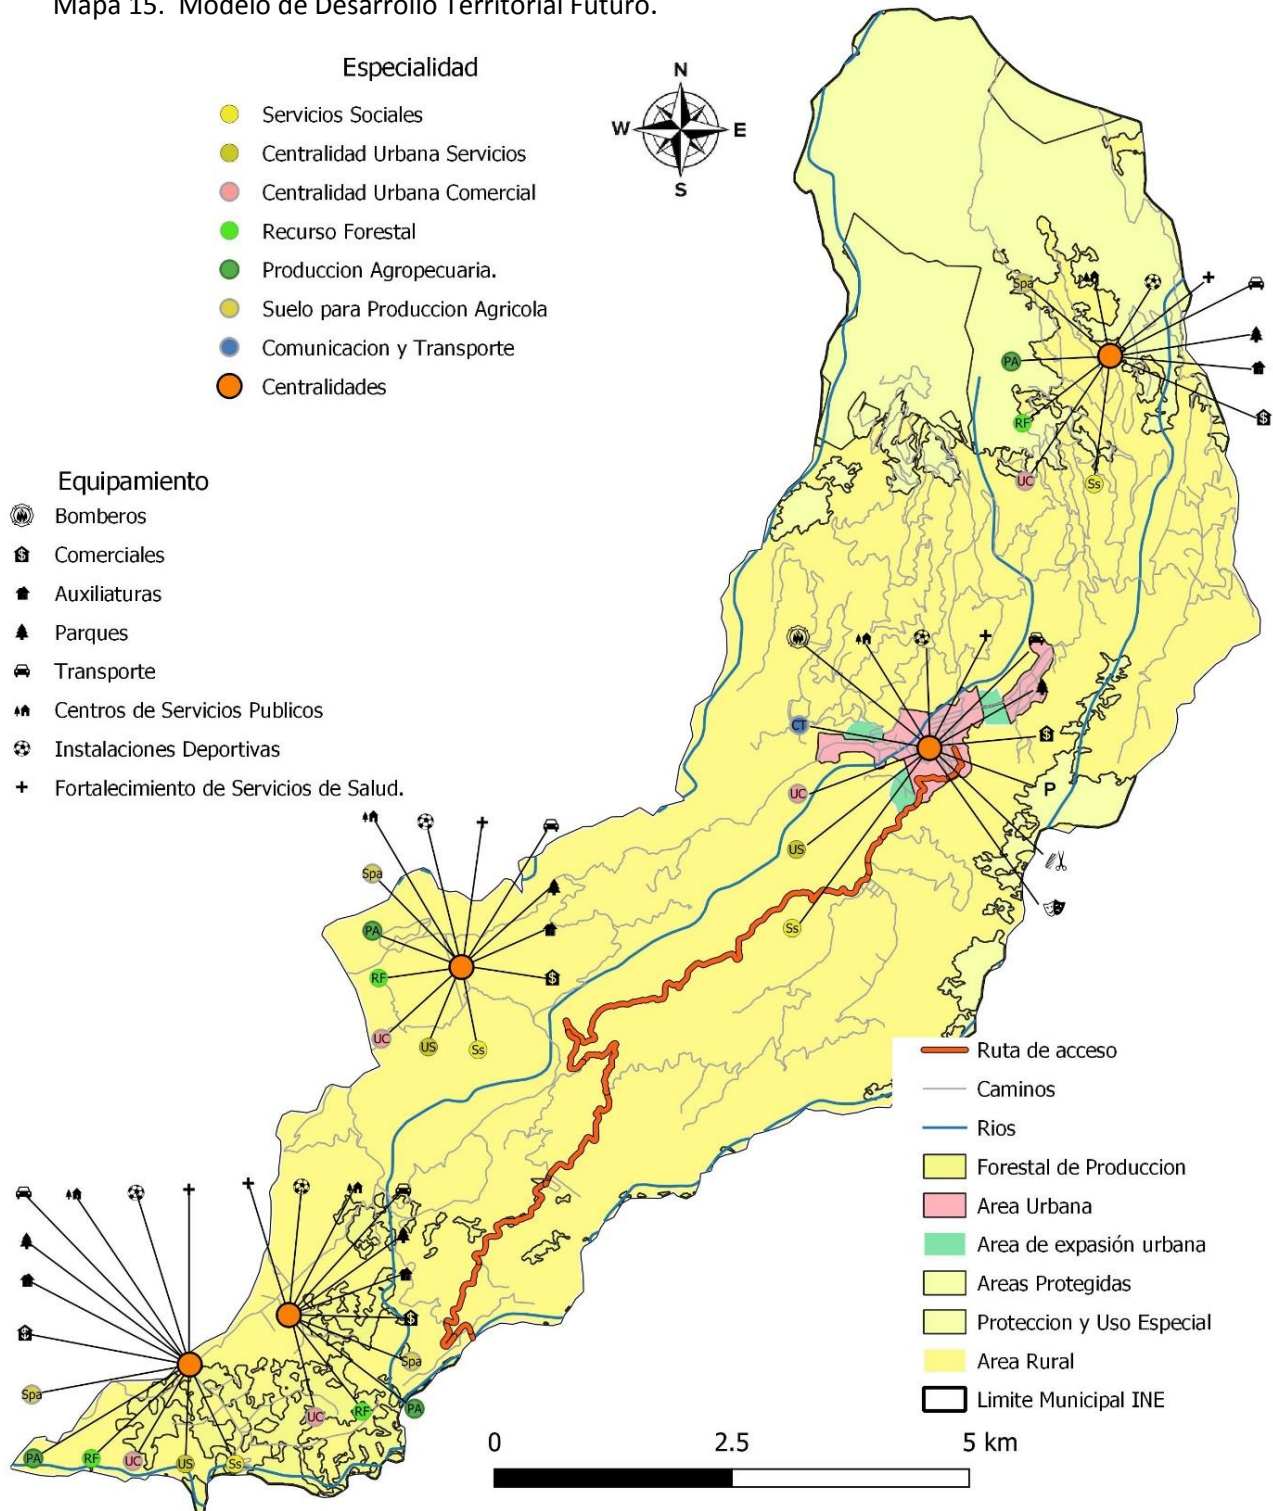 Mapa 15. Modelo de Desarrollo Territorial Futuro.
Especialidad
Servicios Sociales
Centralidad Urbana Servicios
Centralidad Urbana Comercial
Recurso Forestal
Produccion Agropecuaria.
Suelo para Produccion Agricola
Comunicacion y Transporte
Centralidades
N
W
E
S
Equipamiento
Bomberos
Comerciales
Auxiliaturas
Parques
Transporte
Centros de Servicios Publicos
Instalaciones Deportivas
Fortalecimiento de Servicios de Salud.
Spa
PA
RF
UC
Ss
CT
UC
US
Ss
P
Spa
PA
RF
UC
US
Ss
Spa
PA
RF
UC
Spa
PA
RF
UC
US
Ss
Ruta de acceso
Caminos
Rios
Forestal de Produccion
Area Urbana
Area de expasión urbana
Areas Protegidas
Proteccion y Uso Especial
Area Rural
Limite Municipal INE
0 2.5 5 km